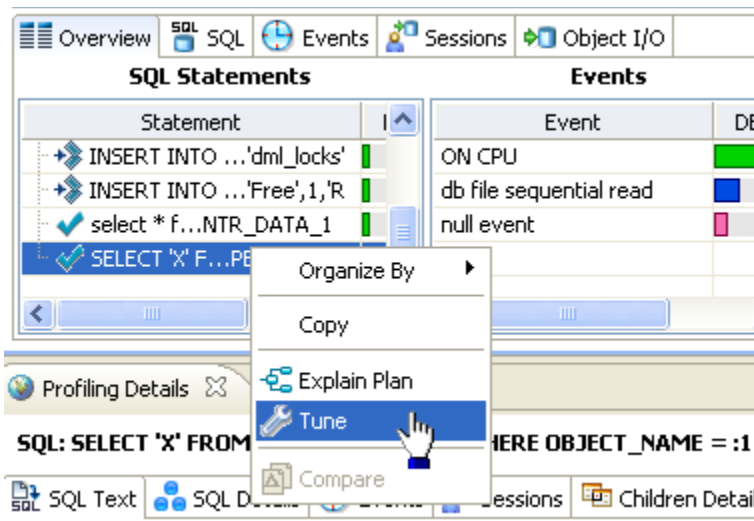 Overview SQL Events Sessions Object I/O
SQL Statements Events
Statement Event
INSERT INTO ...'dml_locks' ON CPU
INSERT INTO ...'Free',1,'R db file sequential read
select * f...NTR_DATA_1 null event
SELECT 'X' F...PE
Organize By
Copy
Profiling Details Explain Plan
Tune
SQL: SELECT 'X' FROM HERE OBJECT_NAME = :1
Compare
SQL Text SQL D Sessions Children Detai